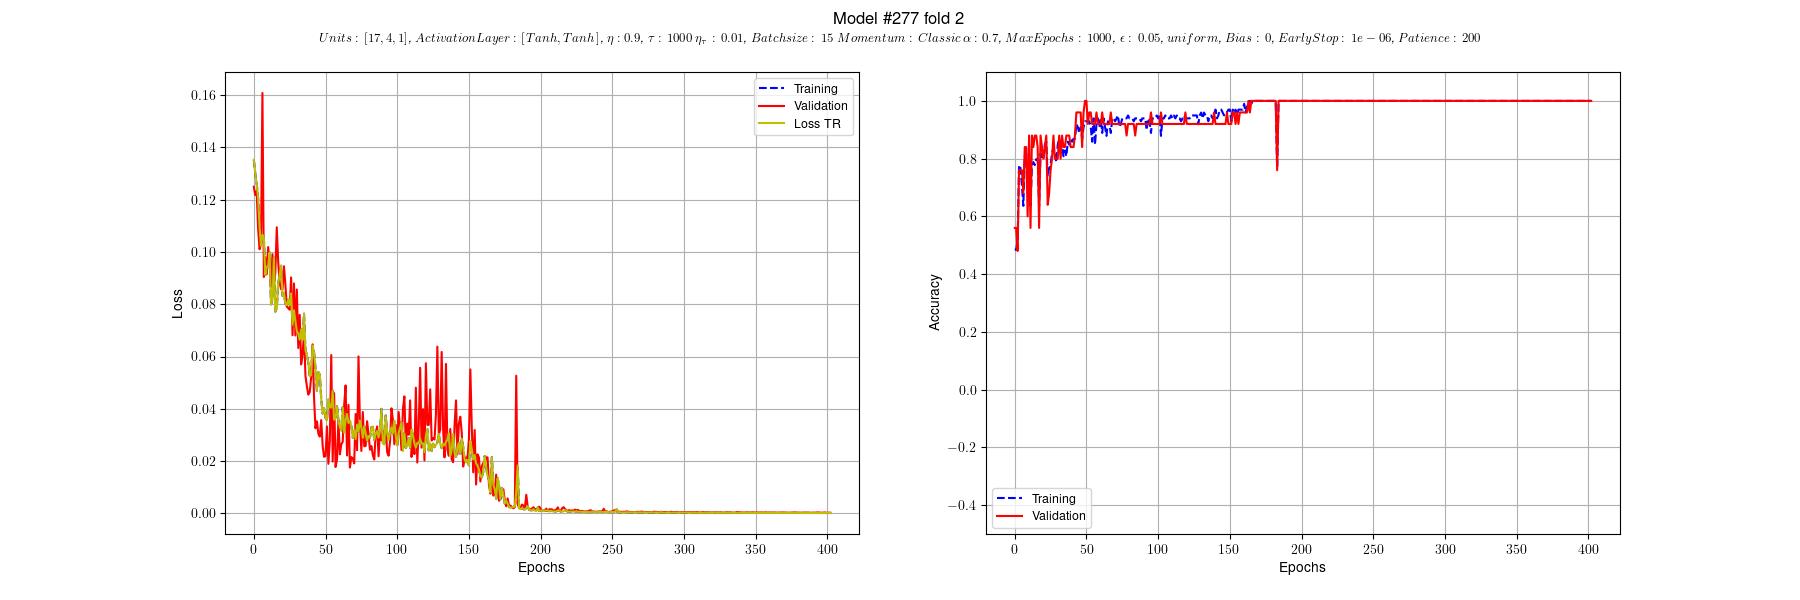 Model #277 fold 2
Units : [17, 4, 1], ActivationLayer : [Tanh, Tanh], η : 0.9, τ : 1000 ητ : 0.01, Batchsize : 15 Momentum : Classic α : 0.7, MaxEpochs : 1000, ϵ : 0.05, uniform, Bias : 0, EarlyStop : 1e − 06, Patience : 200
0.16
0.14
0.12
0.10
0.08
0.06
0.04
0.02
0.00
Loss
0 50 100 150 200 250 300 350 400
Epochs
Training
Validation
Loss TR
1.0
0.8
0.6
0.4
0.2
0.0
−0.2
−0.4
Accuracy
Training
Validation
0 50 100 150 200 250 300 350 400
Epochs